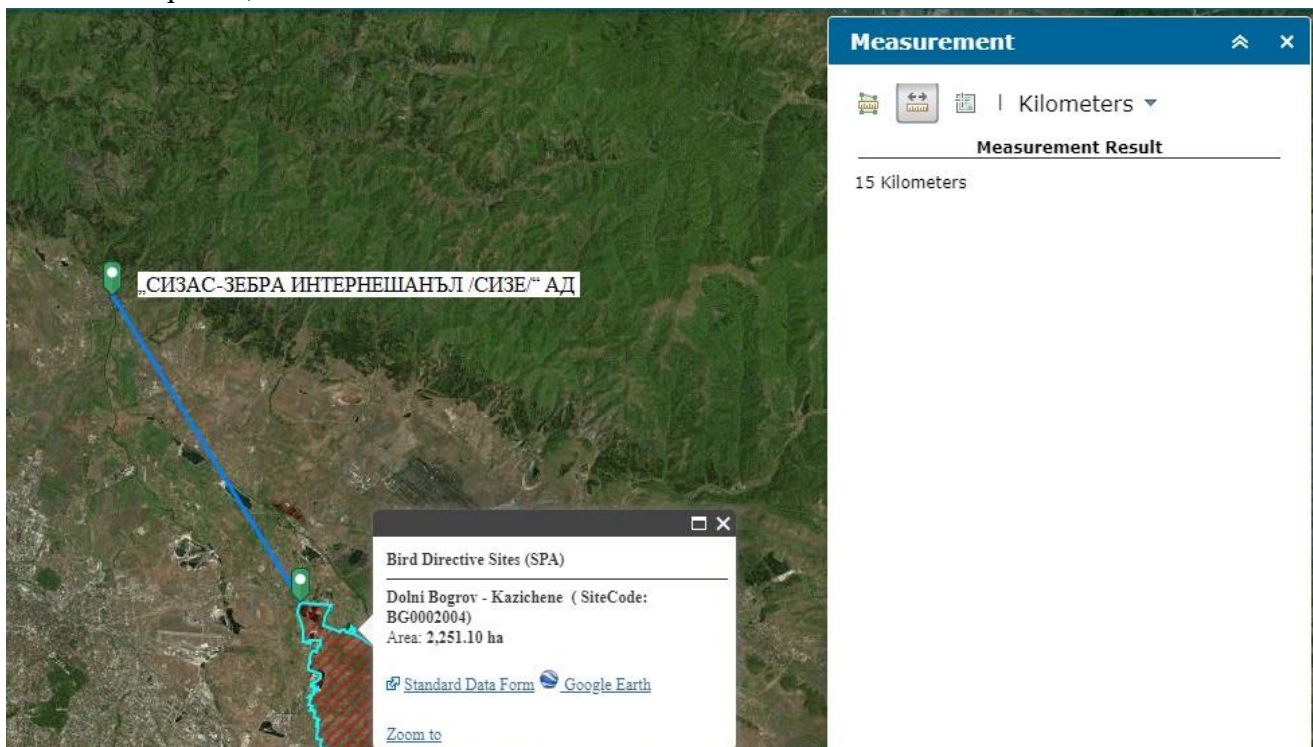 Measurement
Kilometers
Measurement Result
15 Kilometers
„СИЗАС-ЗЕБРА ИНТЕРНЕШАНЪЛ /СИЗЕ/“ АД
Bird Directive Sites (SPA)
Dolni Bogrov - Kazichene ( SiteCode:
BG0002004)
Area: 2,251.10 ha
Standard Data Form Google Earth
Zoom to